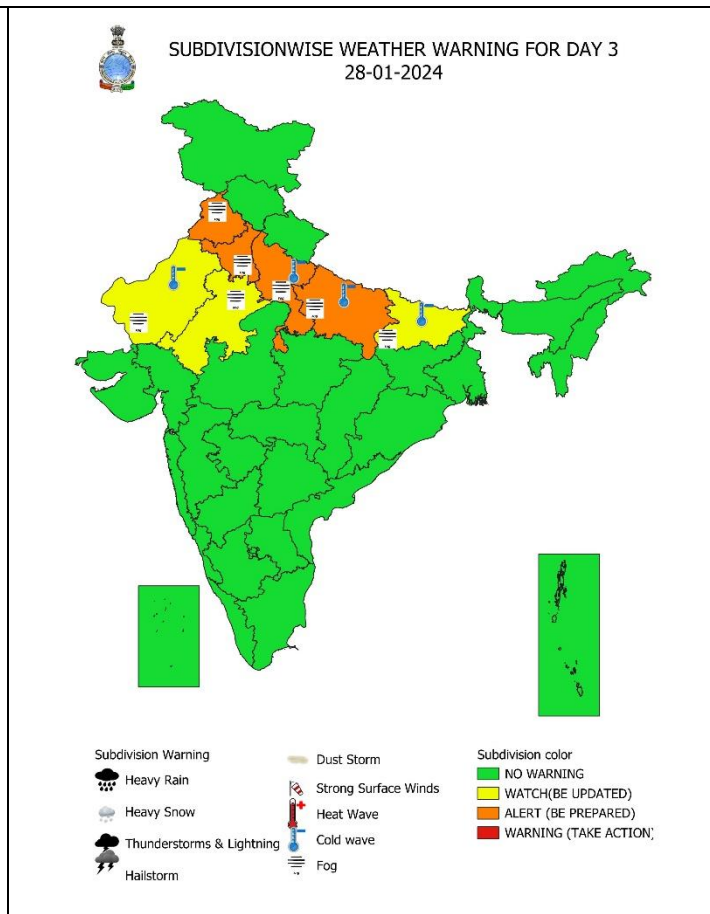 SUBDIVISIONWISE WEATHER WARNING FOR DAY 3
28-01-2024
Subdivision Warning
Heavy Rain
Heavy Snow
Thunderstorms & Lightning
Hailstorm
Dust Storm
Strong Surface Winds
Heat Wave
Cold wave
Fog
Subdivision color
NO WARNING
WATCH(BE UPDATED)
ALERT (BE PREPARED)
WARNING (TAKE ACTION)